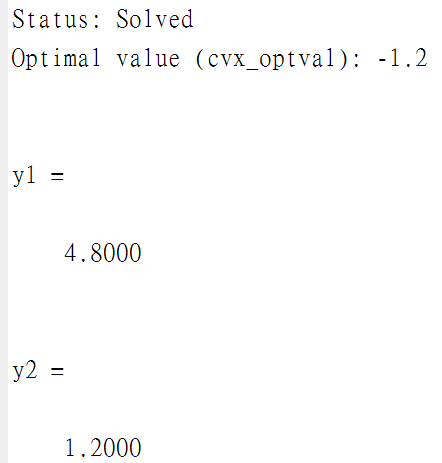 Status: Solved
Optimal value (cvx_optval): -1.2
y1 =
4.8000
y2 =
1.2000